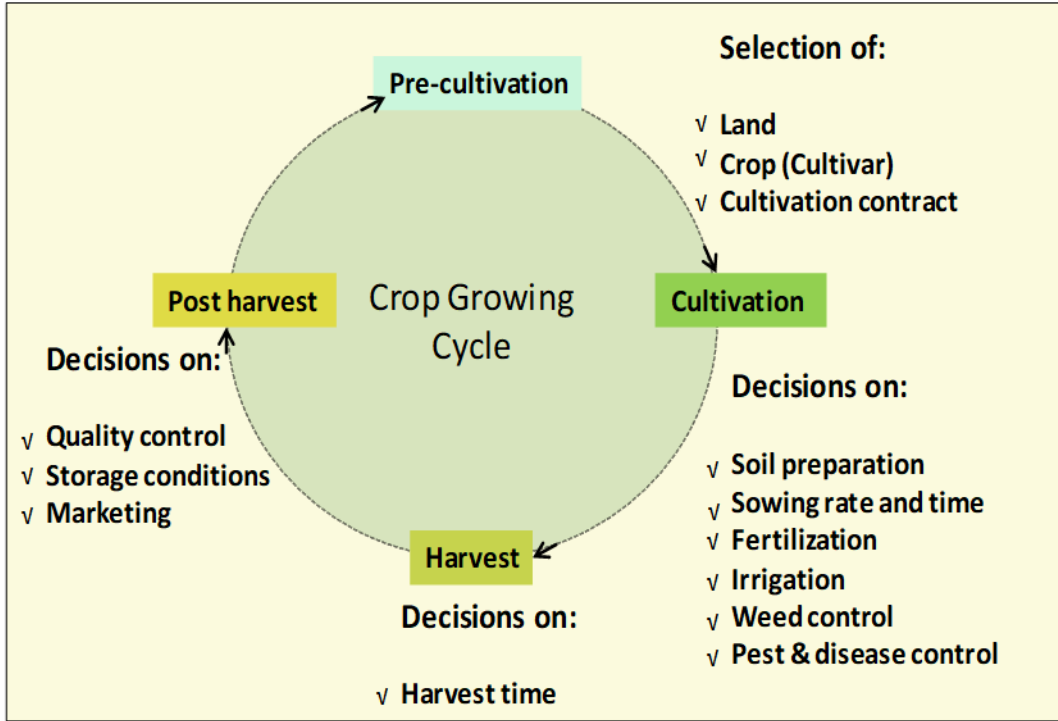 Pre-cultivation
Selection of:
√ Land
√ Crop (Cultivar)
√ Cultivation contract
Cultivation
Decisions on:
√ Soil preparation
√ Sowing rate and time
√ Fertilization
√ Irrigation
√ Weed control
√ Pest & disease control
Harvest
Decisions on:
√ Harvest time
Post harvest
Decisions on:
√ Quality control
√ Storage conditions
√ Marketing
Crop Growing
Cycle